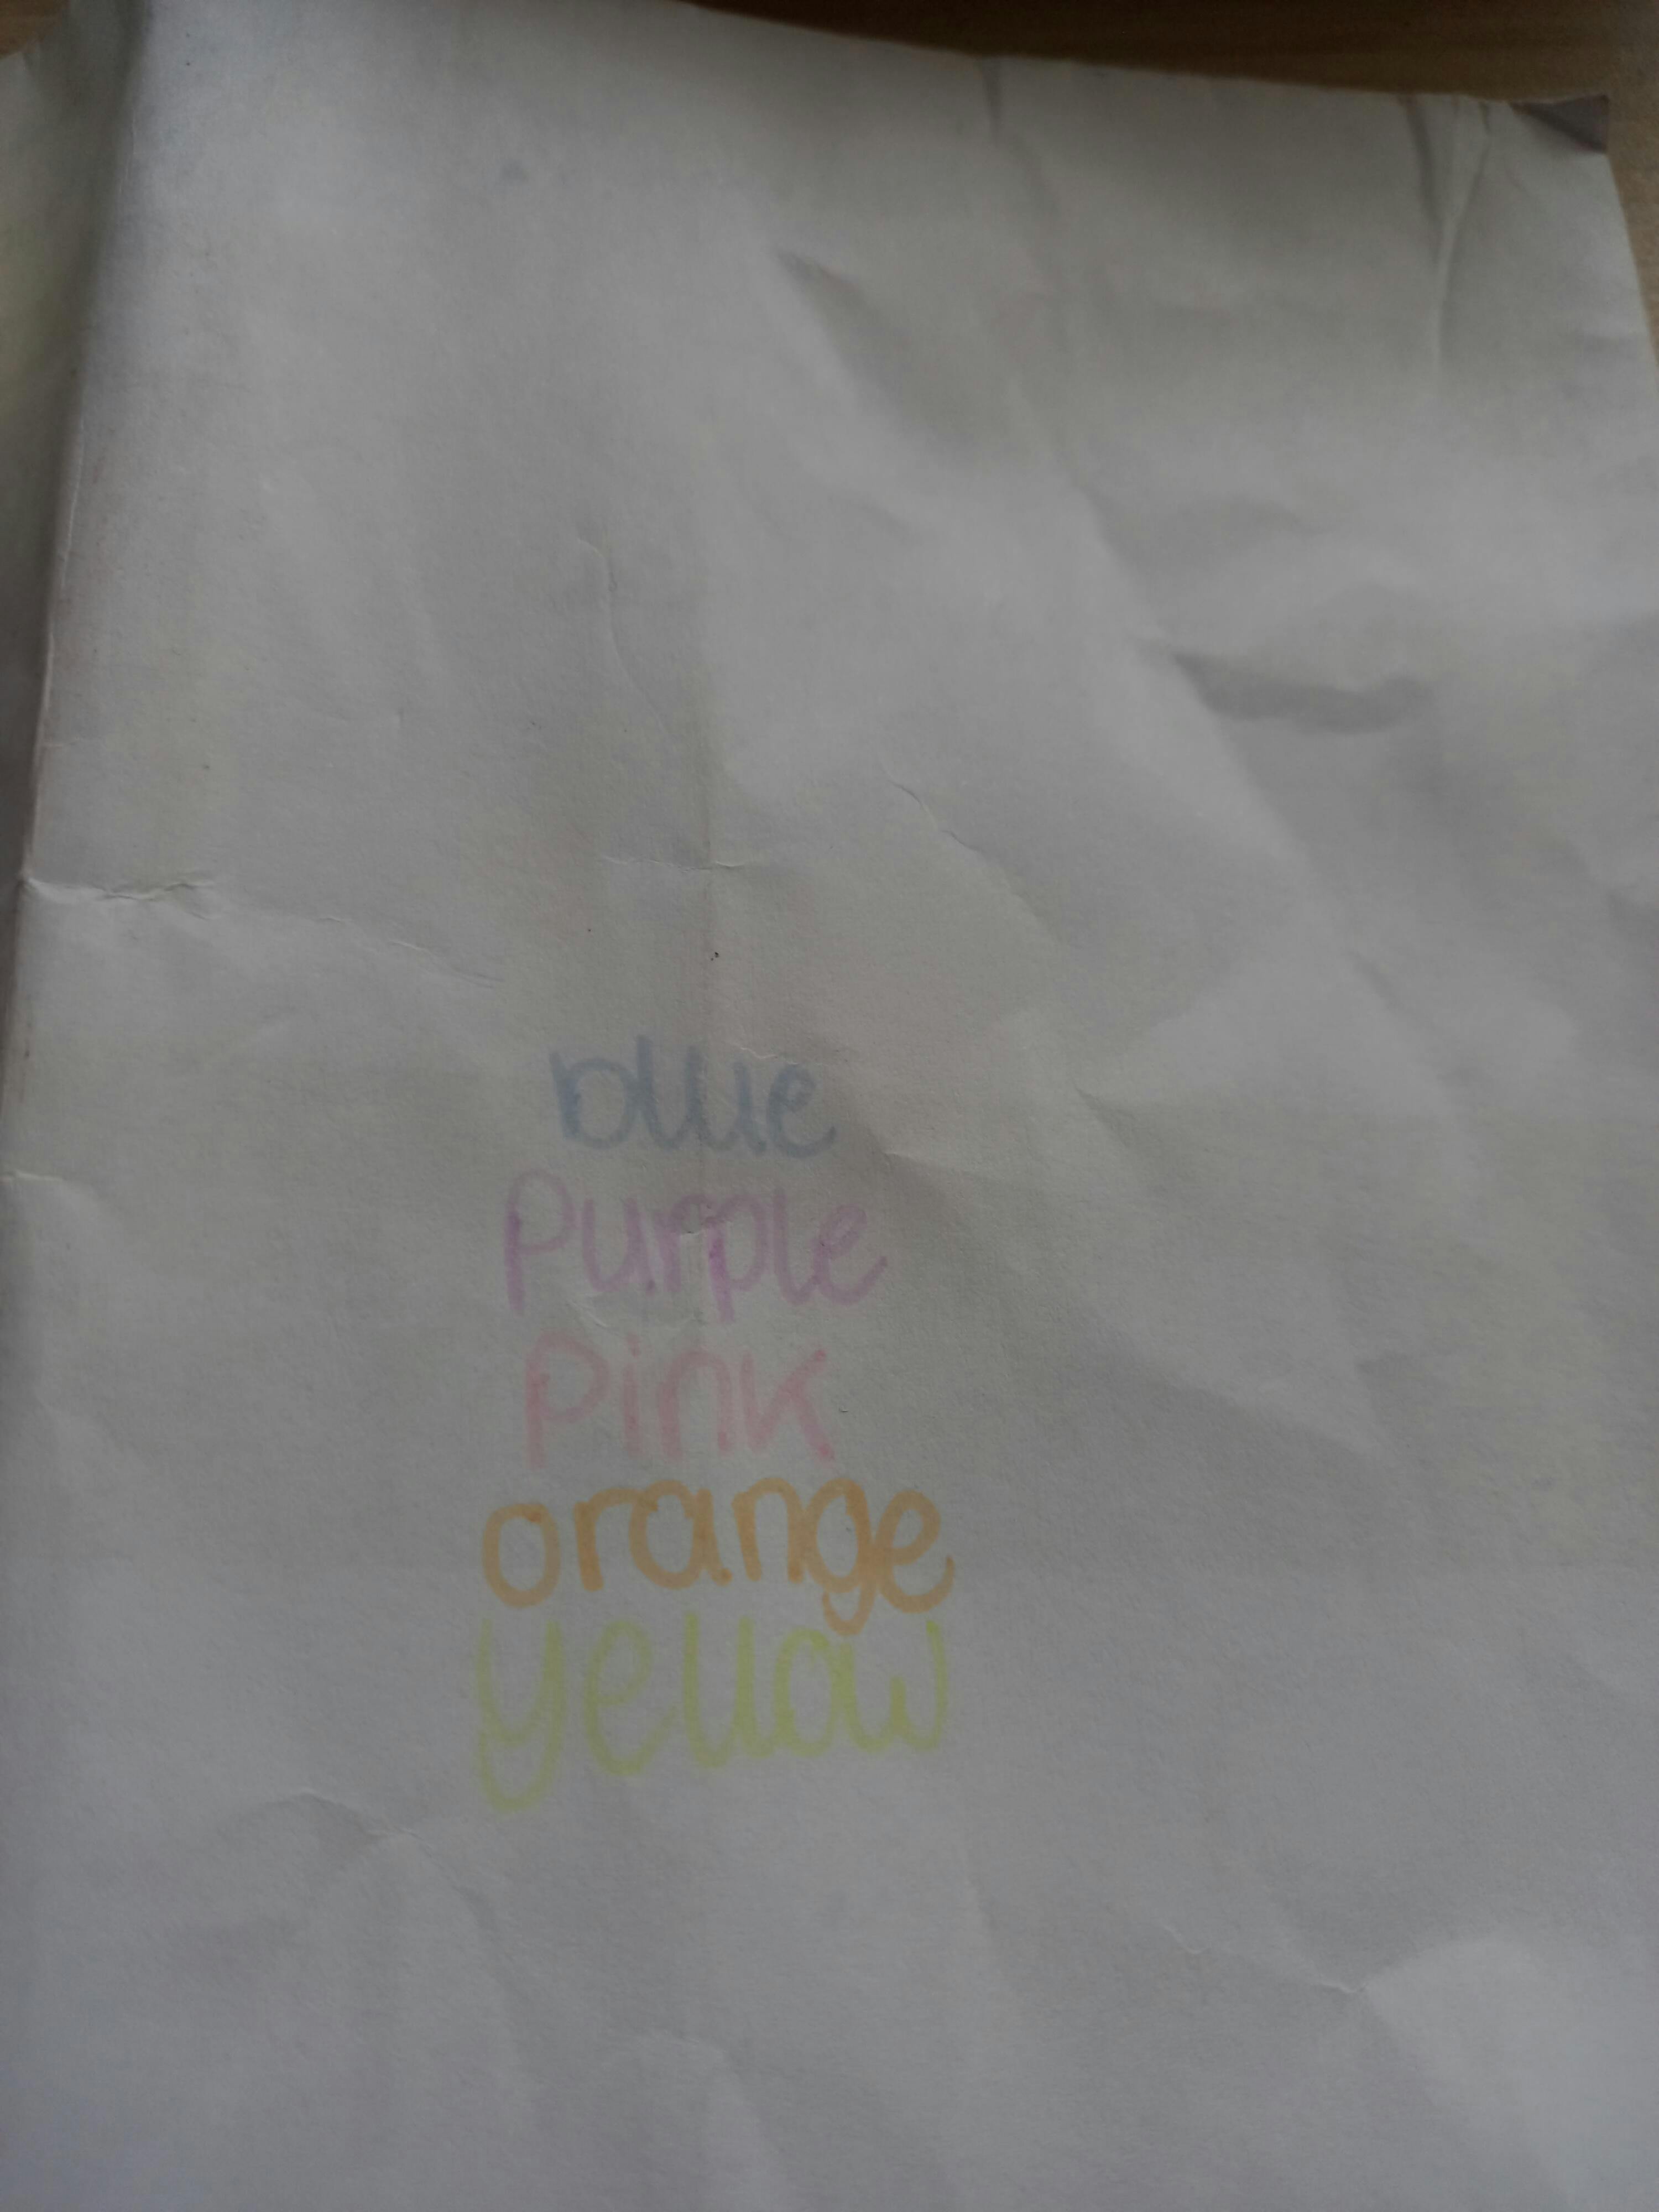 blue
Purple
Pink
orange
yellow